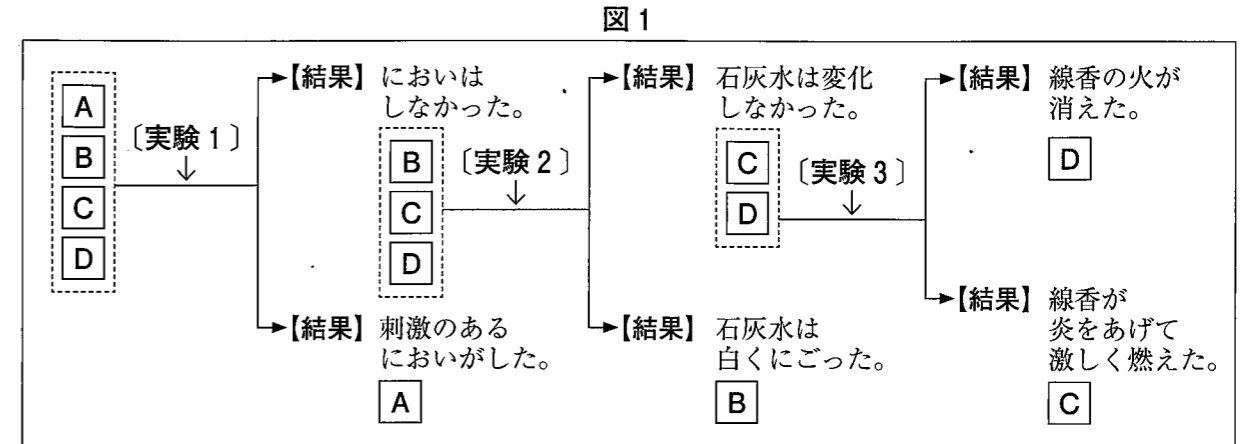 図1
A
B
C
D
〔実験1〕
↓
【結果】においは
しなかった。
B
C
D
【結果】刺激のある
においがした。
A
〔実験2〕
↓
【結果】石灰水は変化
しなかった。
C
D
【結果】石灰水は
白くにごった。
B
〔実験3〕
↓
【結果】線香の火が
消えた。
D
【結果】線香が
炎をあげて
激しく燃えた。
C